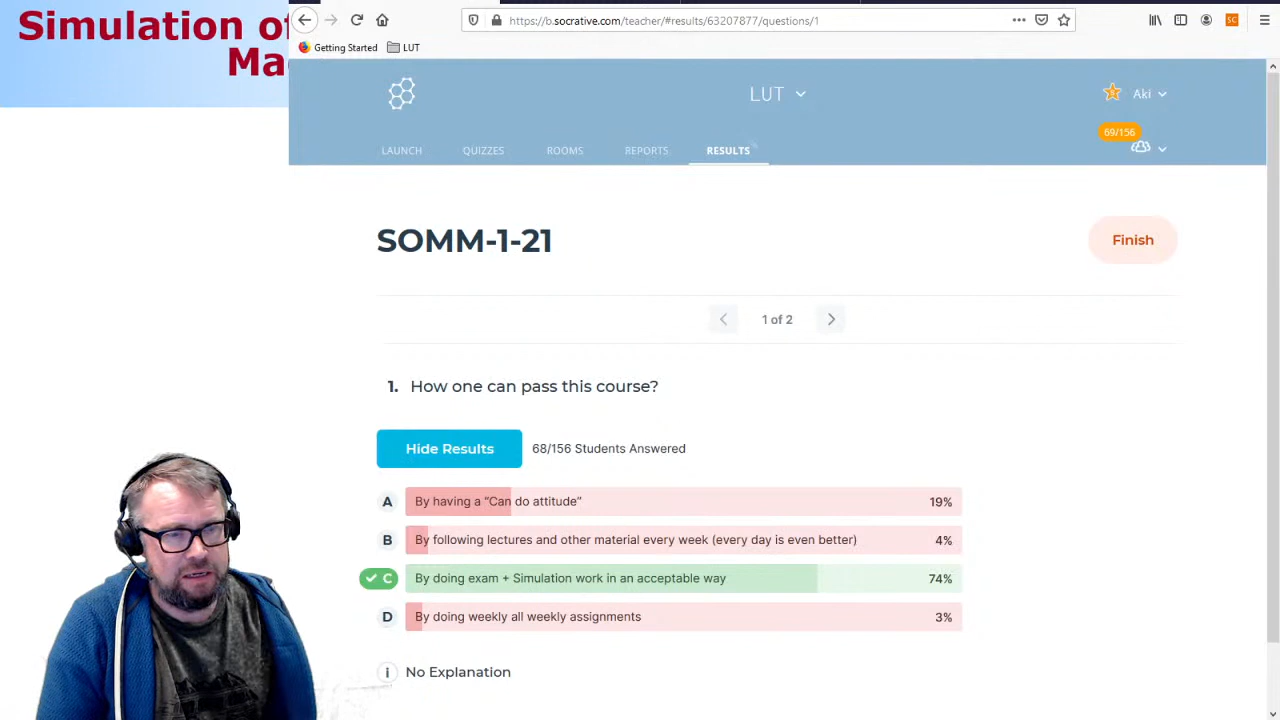 Simulation of
Ma
https://b.socrative.com/teacher/#results/63207877/questions/1
SC
Getting Started
LUT
LUT
Aki
69/156
LAUNCH
QUIZZES
ROOMS
REPORTS
RESULTS
SOMM-1-21
Finish
1 of 2
1. How one can pass this course?
Hide Results
68/156 Students Answered
A By having a “Can do attitude” 19%
B By following lectures and other material every week (every day is even better) 4%
C By doing exam + Simulation work in an acceptable way 74%
D By doing weekly all weekly assignments 3%
i No Explanation